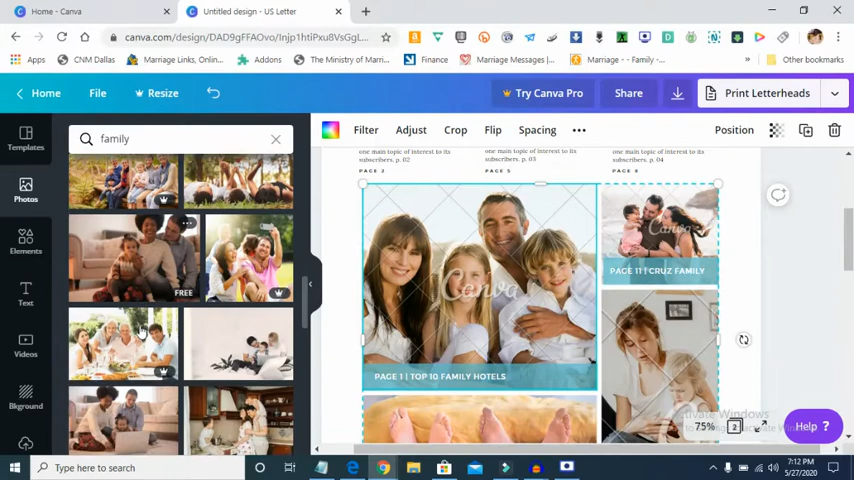 Home - Canva
Untitled design - US Letter
canva.com/design/DAD9gFFAOvo/Injp1htiPxu8VsGgL...
Apps
CNM Dallas
Marriage Links, Onlin...
Addons
The Ministry of Marri...
Finance
Marriage Messages |...
Marriage - - Family -...
Other bookmarks
Home
File
Resize
Try Canva Pro
Share
Print Letterheads
family
Filter
Adjust
Crop
Flip
Spacing
Position
Templates
Photos
Elements
Text
Videos
Bkground
FREE
one main topic of interest to its
subscribers, p. 02
PAGE 2
one main topic of interest to its
subscribers, p. 03
PAGE 5
one main topic of interest to its
subscribers, p. 04
Canva
Canva
PAGE 11 | CRUZ FAMILY
PAGE 1 | TOP 10 FAMILY HOTELS
Activate Windows
75%
2
Help ?
Type here to search
7:12 PM
5/27/2020